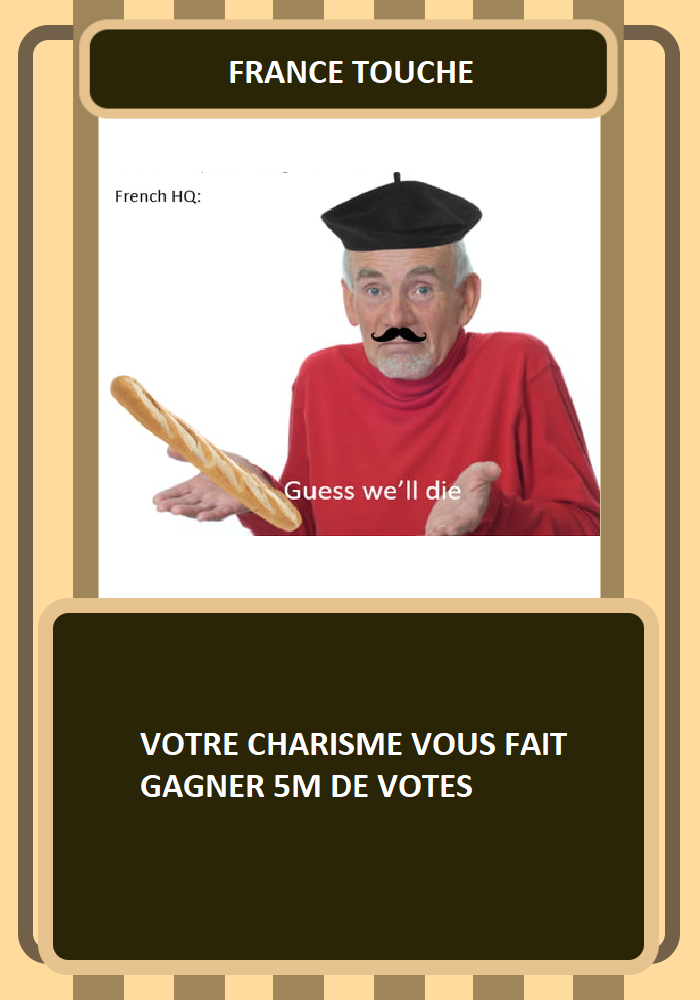 FRANCE TOUCHE
French HQ:
Guess we'll die
VOTRE CHARISME VOUS FAIT
GAGNER 5M DE VOTES